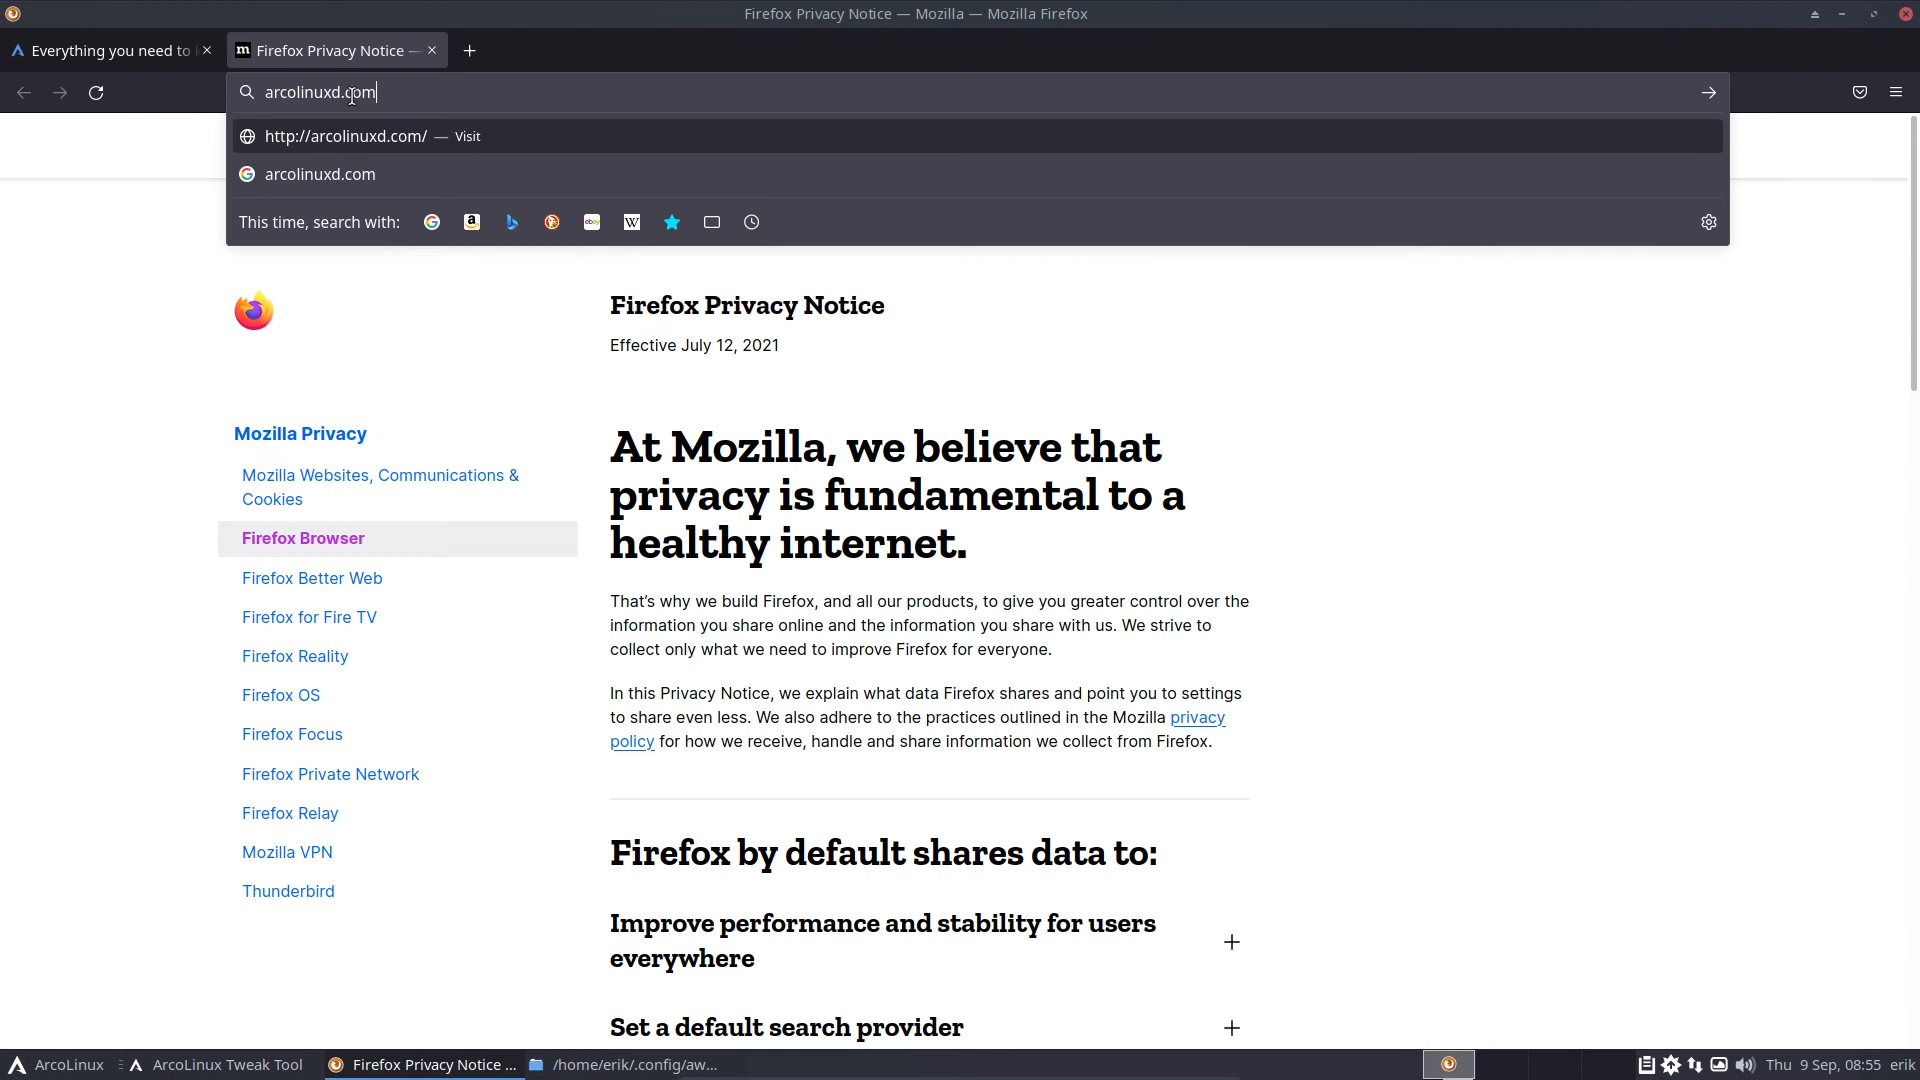 Firefox Privacy Notice — Mozilla — Mozilla Firefox
Everything you need to
Firefox Privacy Notice —
arcolinuxd.com
http://arcolinuxd.com/ — Visit
arcolinuxd.com
This time, search with:
Firefox Privacy Notice
Effective July 12, 2021
Mozilla Privacy
Mozilla Websites, Communications &
Cookies
Firefox Browser
Firefox Better Web
Firefox for Fire TV
Firefox Reality
Firefox OS
Firefox Focus
Firefox Private Network
Firefox Relay
Mozilla VPN
Thunderbird
At Mozilla, we believe that
privacy is fundamental to a
healthy internet.
That’s why we build Firefox, and all our products, to give you greater control over the
information you share online and the information you share with us. We strive to
collect only what we need to improve Firefox for everyone.
In this Privacy Notice, we explain what data Firefox shares and point you to settings
to share even less. We also adhere to the practices outlined in the Mozilla privacy
policy for how we receive, handle and share information we collect from Firefox.
Firefox by default shares data to:
Improve performance and stability for users
everywhere
Set a default search provider
ArcoLinux
ArcoLinux Tweak Tool
Firefox Privacy Notice ...
/home/erik/.config/aw...
Thu 9 Sep, 08:55 erik